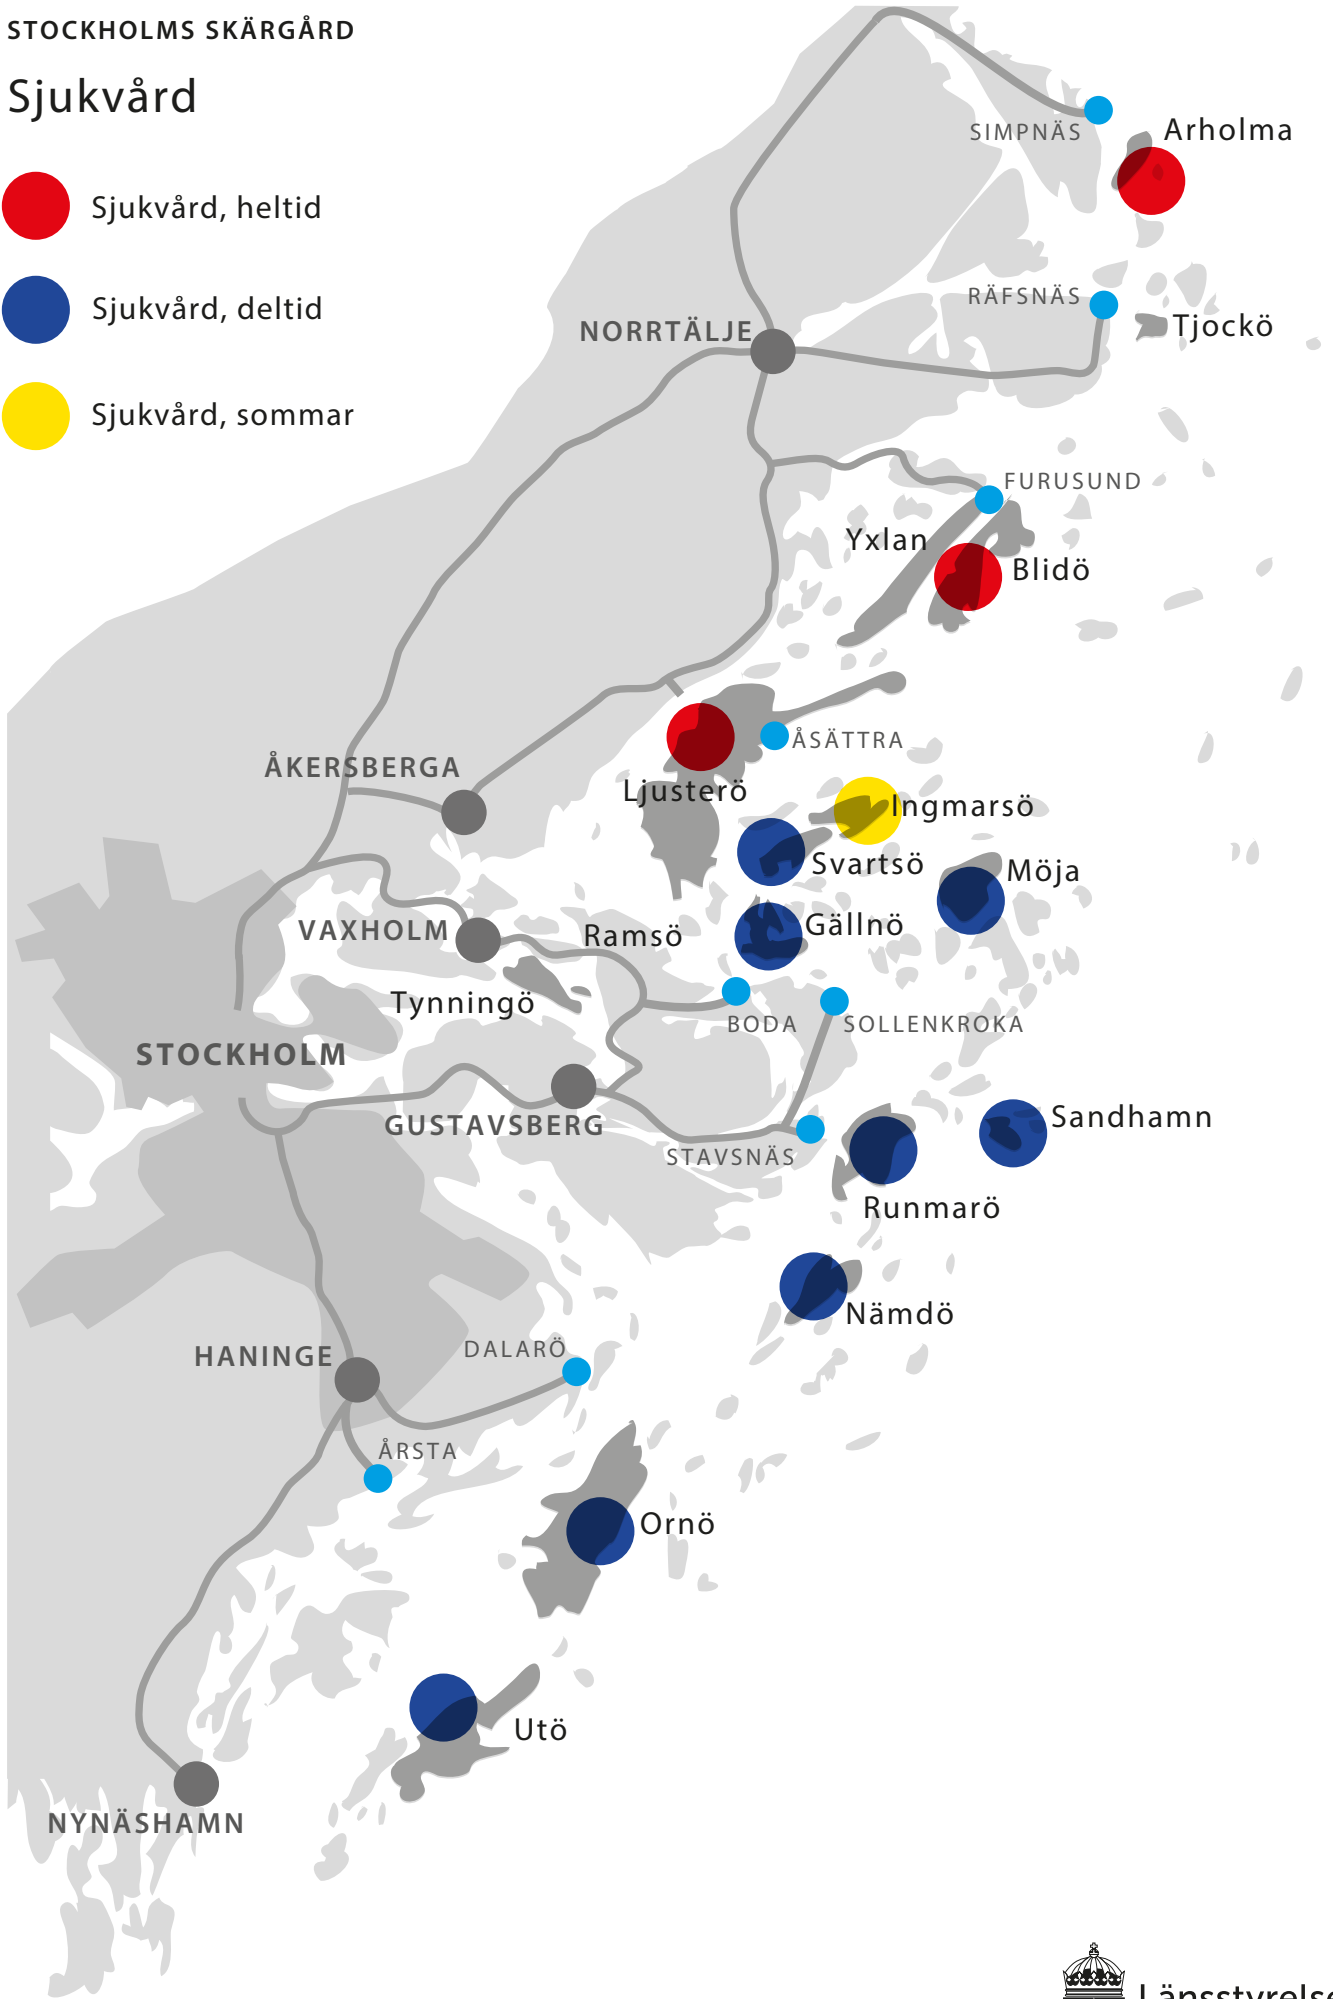 STOCKHOLMS SKÄRGÅRD
Sjukvård
Sjukvård, heltid
Sjukvård, deltid
Sjukvård, sommar
SIMPNÄS
Arholma
RÄFSNÄS
Tjockö
NORRTÄLJE
FURUSUND
Yxlan
Blidö
ÅSÄTTRA
ÅKERSBERGA
Ljusterö
Ingmarsö
Svartsö
Möja
Gällnö
VAXHOLM
Ramsö
Tynningö
BODA
SOLLENKROKA
STOCKHOLM
GUSTAVSBERG
Sandhamn
STAVSNÄS
Runmarö
Nämdö
HANINGE
DALARÖ
ÅRSTA
Ornö
Utö
NYNÄSHAMN